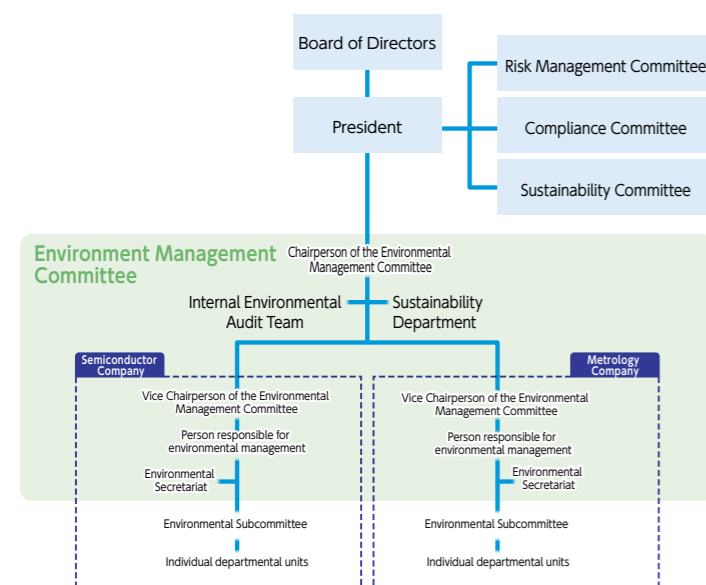 Board of Directors
President
Risk Management Committee
Compliance Committee
Sustainability Committee
Environment Management
Committee
Chairperson of the Environmental
Management Committee
Internal Environmental
Audit Team
Sustainability
Department
Semiconductor
Company
Vice Chairperson of the Environmental
Management Committee
Person responsible for
environmental management
Environmental
Secretariat
Environmental Subcommittee
Individual departmental units
Metrology
Company
Vice Chairperson of the Environmental
Management Committee
Person responsible for
environmental management
Environmental
Secretariat
Environmental Subcommittee
Individual departmental units